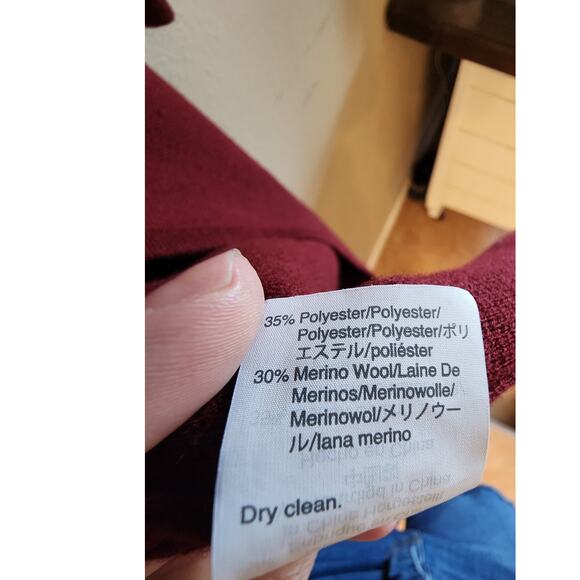 35% Polyester/Polyester/
Polyester/Polyester/ポリ
エステル/poliéster
30% Merino Wool/Laine De
Merinos/Merinowolle/
Merinowol/メリノウー
ル/lana merino
Dry clean.